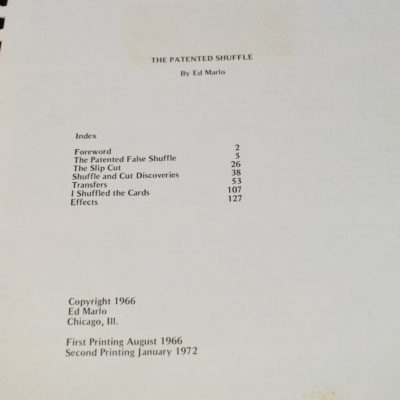 THE PATENTED SHUFFLE
By Ed Marlo
Index
Foreword 2
The Patented False Shuffle 5
The Slip Cut 26
Shuffle and Cut Discoveries 38
Transfers 53
I Shuffled the Cards 107
Effects 127
Copyright 1966
Ed Marlo
Chicago, Ill.
First Printing August 1966
Second Printing January 1972